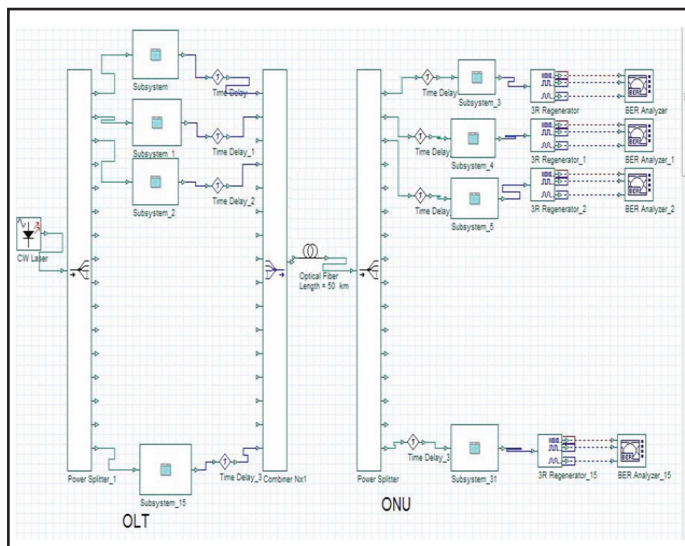 Subsystem
Time Delay
Subsystem_1
Time Delay_1
Subsystem_2
Time Delay_2
CW Laser
Power Splitter_1
Subsystem_15
Time Delay_3
Combiner Nx1
OLT
Optical Fiber
Length = 50 km
Power Splitter
ONU
Time Delay
Subsystem_3
3R Regenerator
BER Analyzer
Time Delay
Subsystem_4
3R Regenerator_1
BER Analyzer_1
Time Delay
Subsystem_5
3R Regenerator_2
BER Analyzer_2
Time Delay_3
Subsystem_31
3R Regenerator_15
BER Analyzer_15